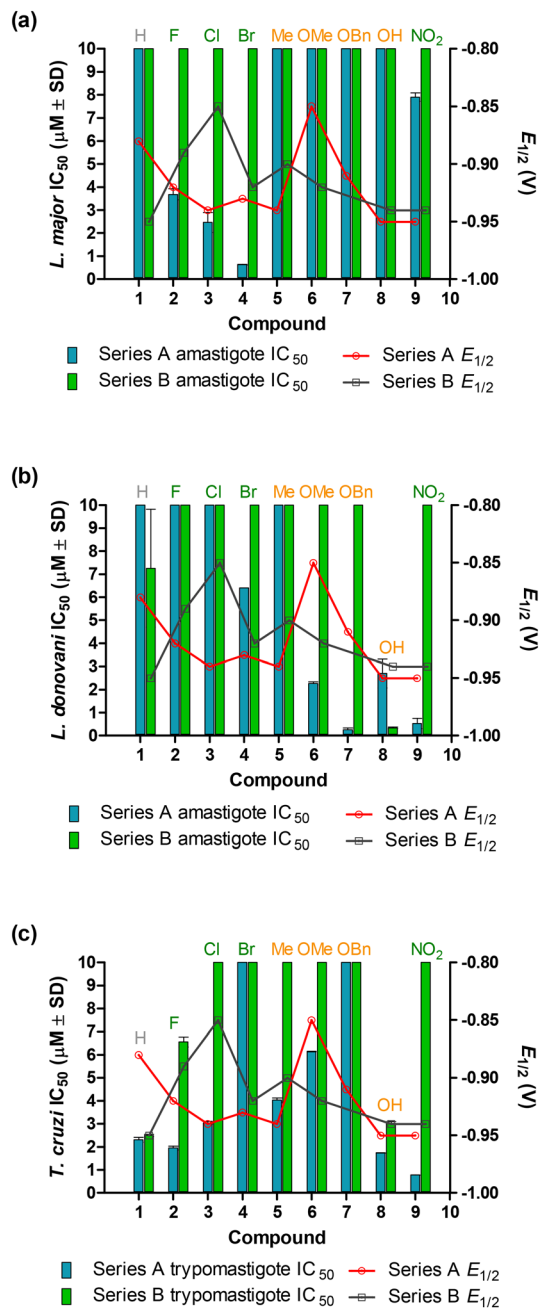 (a)
H F Cl Br Me OMe OBn OH NO2
10 9 8 7 6 5 4 3 2 1 0
L. major IC50 (µM ± SD)
-0.80 -0.85 -0.90 -0.95 -1.00
E1/2 (V)
1 2 3 4 5 6 7 8 9 10
Compound
Series A amastigote IC50 Series A E1/2
Series B amastigote IC50 Series B E1/2
(b)
H F Cl Br Me OMe OBn NO2
OH
10 9 8 7 6 5 4 3 2 1 0
L. donovani IC50 (µM ± SD)
-0.80 -0.85 -0.90 -0.95 -1.00
E1/2 (V)
1 2 3 4 5 6 7 8 9 10
Compound
Series A amastigote IC50 Series A E1/2
Series B amastigote IC50 Series B E1/2
(c)
Cl Br Me OMe OBn NO2
F
H
OH
10 9 8 7 6 5 4 3 2 1 0
T. cruzi IC50 (µM ± SD)
-0.80 -0.85 -0.90 -0.95 -1.00
E1/2 (V)
1 2 3 4 5 6 7 8 9 10
Compound
Series A trypomastigote IC50 Series A E1/2
Series B trypomastigote IC50 Series B E1/2